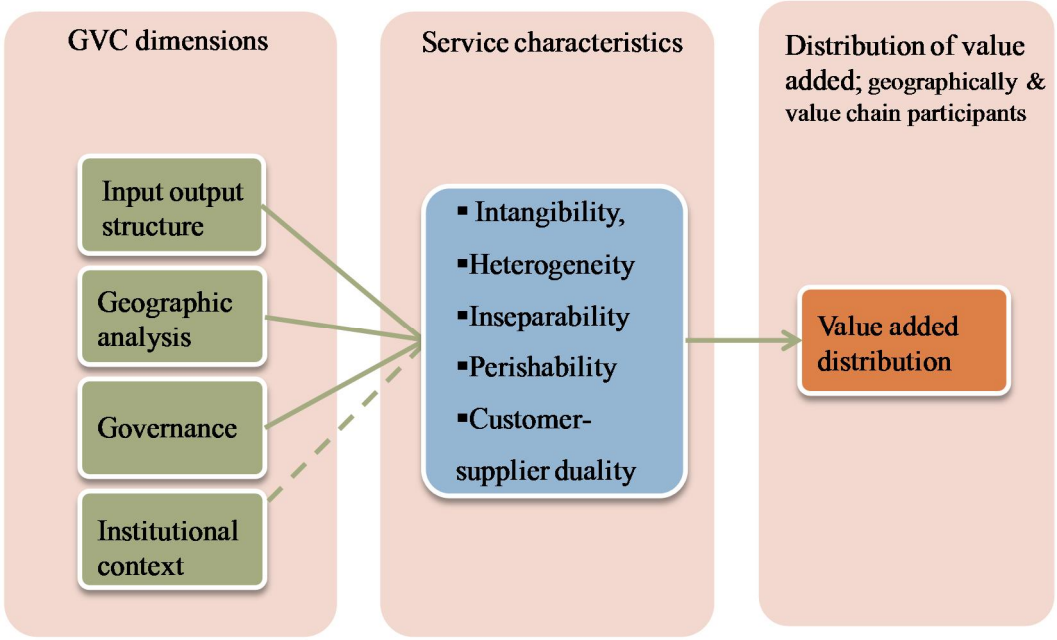 GVC dimensions
Input output
structure
Geographic
analysis
Governance
Institutional
context
Service characteristics
▪ Intangibility,
▪Heterogeneity
▪Inseparability
▪Perishability
▪Customer-
supplier duality
Distribution of value
added; geographically &
value chain participants
Value added
distribution